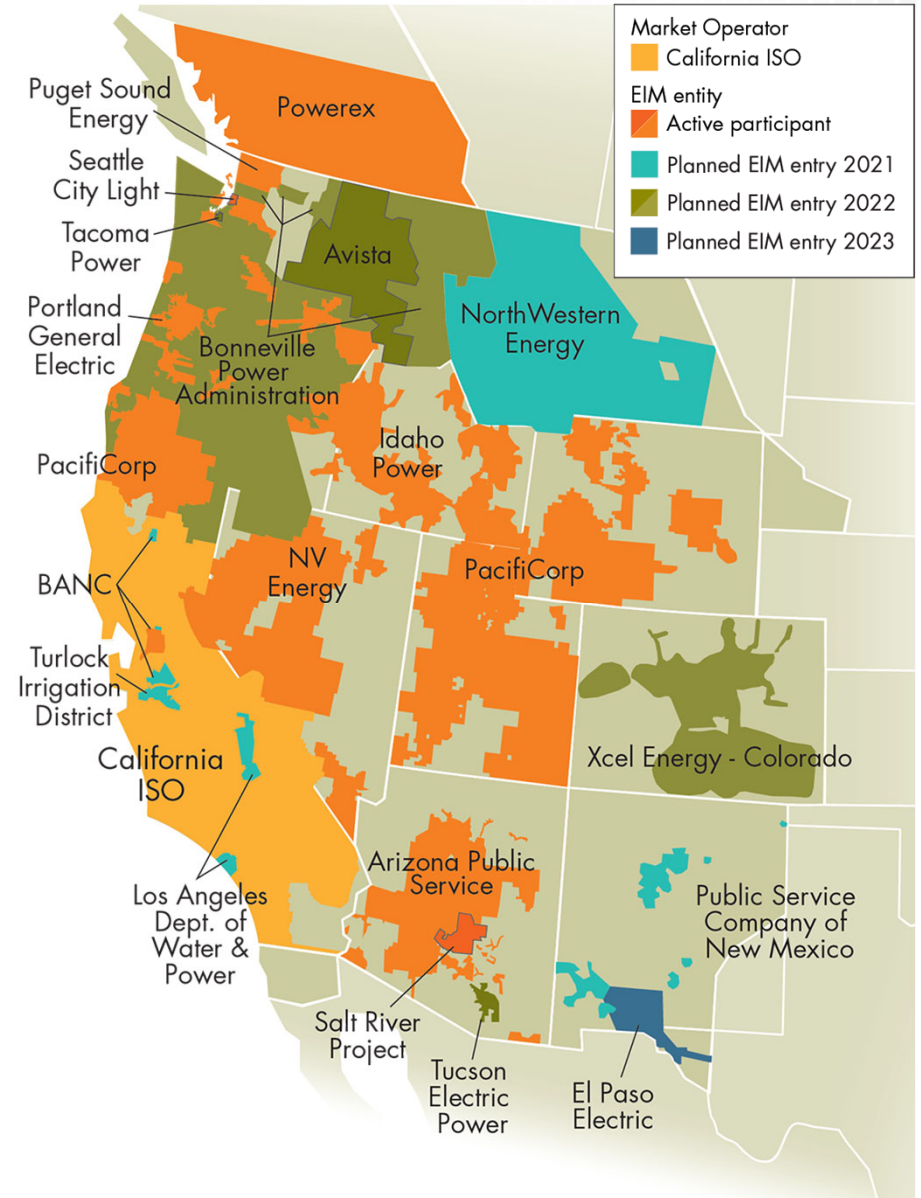 Market Operator
California ISO
EIM entity
Active participant
Planned EIM entry 2021
Planned EIM entry 2022
Planned EIM entry 2023
Puget Sound
Energy
Powerex
Seattle
City Light
Tacoma
Power
Avista
Portland
General
Electric
NorthWestern
Energy
Bonneville
Power
Administration
Idaho
Power
PacifiCorp
NV
Energy
PacifiCorp
BANC
Turlock
Irrigation
District
California
ISO
Xcel Energy - Colorado
Arizona Public
Service
Los Angeles
Dept. of
Water &
Power
Public Service
Company of
New Mexico
Salt River
Project
Tucson
Electric
Power
El Paso
Electric